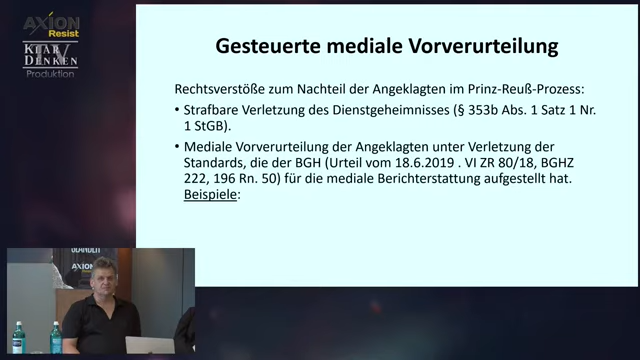 AXION
Resist
KLAR
DENKEN
TV
Produktion
Gesteuerte mediale Vorverurteilung
Rechtsverstöße zum Nachteil der Angeklagten im Prinz-Reuß-Prozess:
• Strafbare Verletzung des Dienstgeheimnisses (§ 353b Abs. 1 Satz 1 Nr.
1 StGB).
• Mediale Vorverurteilung der Angeklagten unter Verletzung der
Standards, die der BGH (Urteil vom 18.6.2019 . VI ZR 80/18, BGHZ
222, 196 Rn. 50) für die mediale Berichterstattung aufgestellt hat.
Beispiele:
AXION